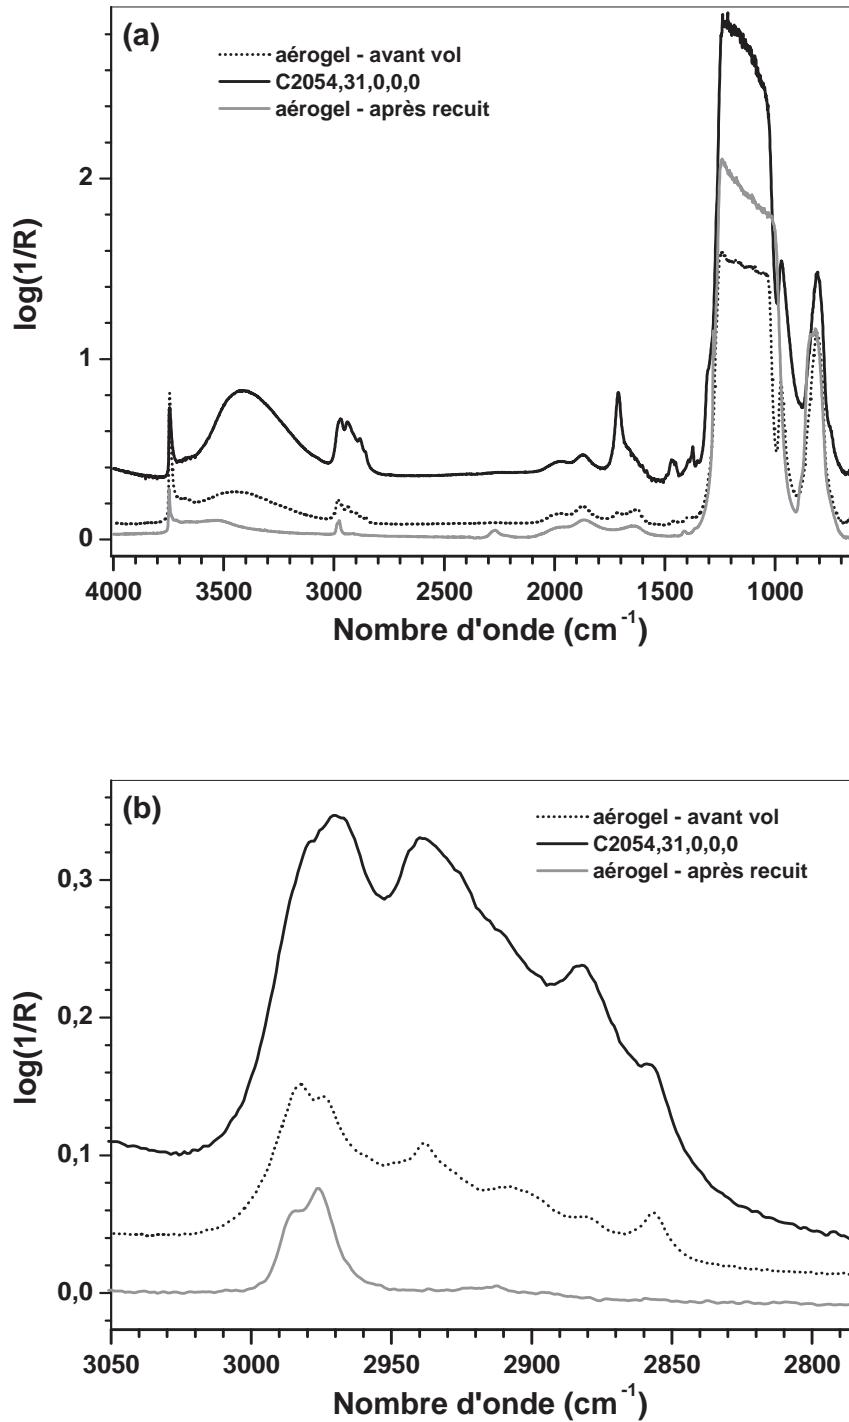 (a)
aérogel - avant vol
C2054,31,0,0,0
aérogel - après recuit
2
1
0
log(1/R)
4000 3500 3000 2500 2000 1500 1000
Nombre d'onde (cm-1)
(b)
aérogel - avant vol
C2054,31,0,0,0
aérogel - après recuit
0,3
0,2
0,1
0,0
log(1/R)
3050 3000 2950 2900 2850 2800
Nombre d'onde (cm-1)